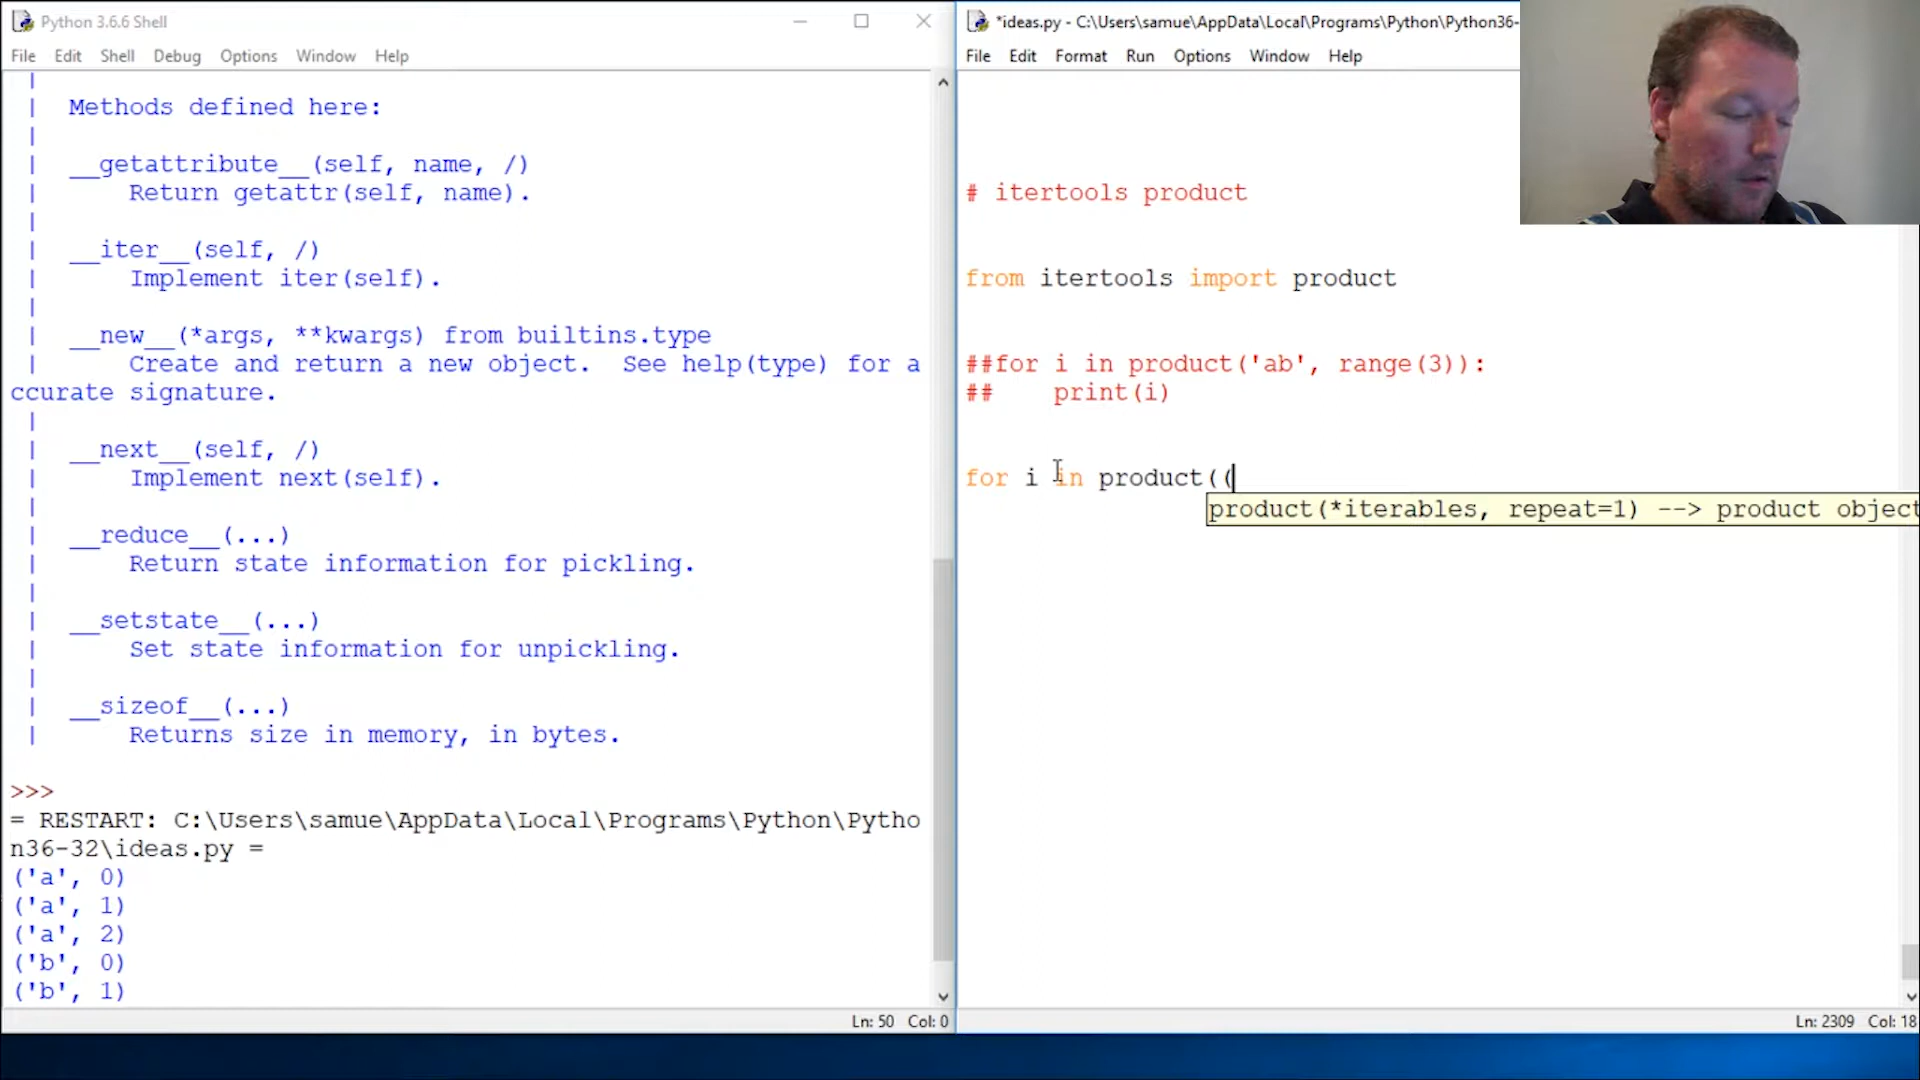 Python 3.6.6 Shell
File Edit Shell Debug Options Window Help
|
| Methods defined here:
|
| __getattribute__(self, name, /)
| Return getattr(self, name).
|
| __iter__(self, /)
| Implement iter(self).
|
| __new__(*args, **kwargs) from builtins.type
| Create and return a new object.  See help(type) for a
ccurate signature.
|
| __next__(self, /)
| Implement next(self).
|
| __reduce__(...)
| Return state information for pickling.
|
| __setstate__(...)
| Set state information for unpickling.
|
| __sizeof__(...)
| Returns size in memory, in bytes.
>>>
= RESTART: C:\Users\samue\AppData\Local\Programs\Python\Pytho
n36-32\ideas.py =
('a', 0)
('a', 1)
('a', 2)
('b', 0)
('b', 1)
Ln: 50 Col: 0
*ideas.py - C:\Users\samue\AppData\Local\Programs\Python\Python36-
File Edit Format Run Options Window Help
# itertools product
from itertools import product
##for i in product('ab', range(3)):
## print(i)
for i in product((
product(*iterables, repeat=1) --> product object
Ln: 2309 Col: 18